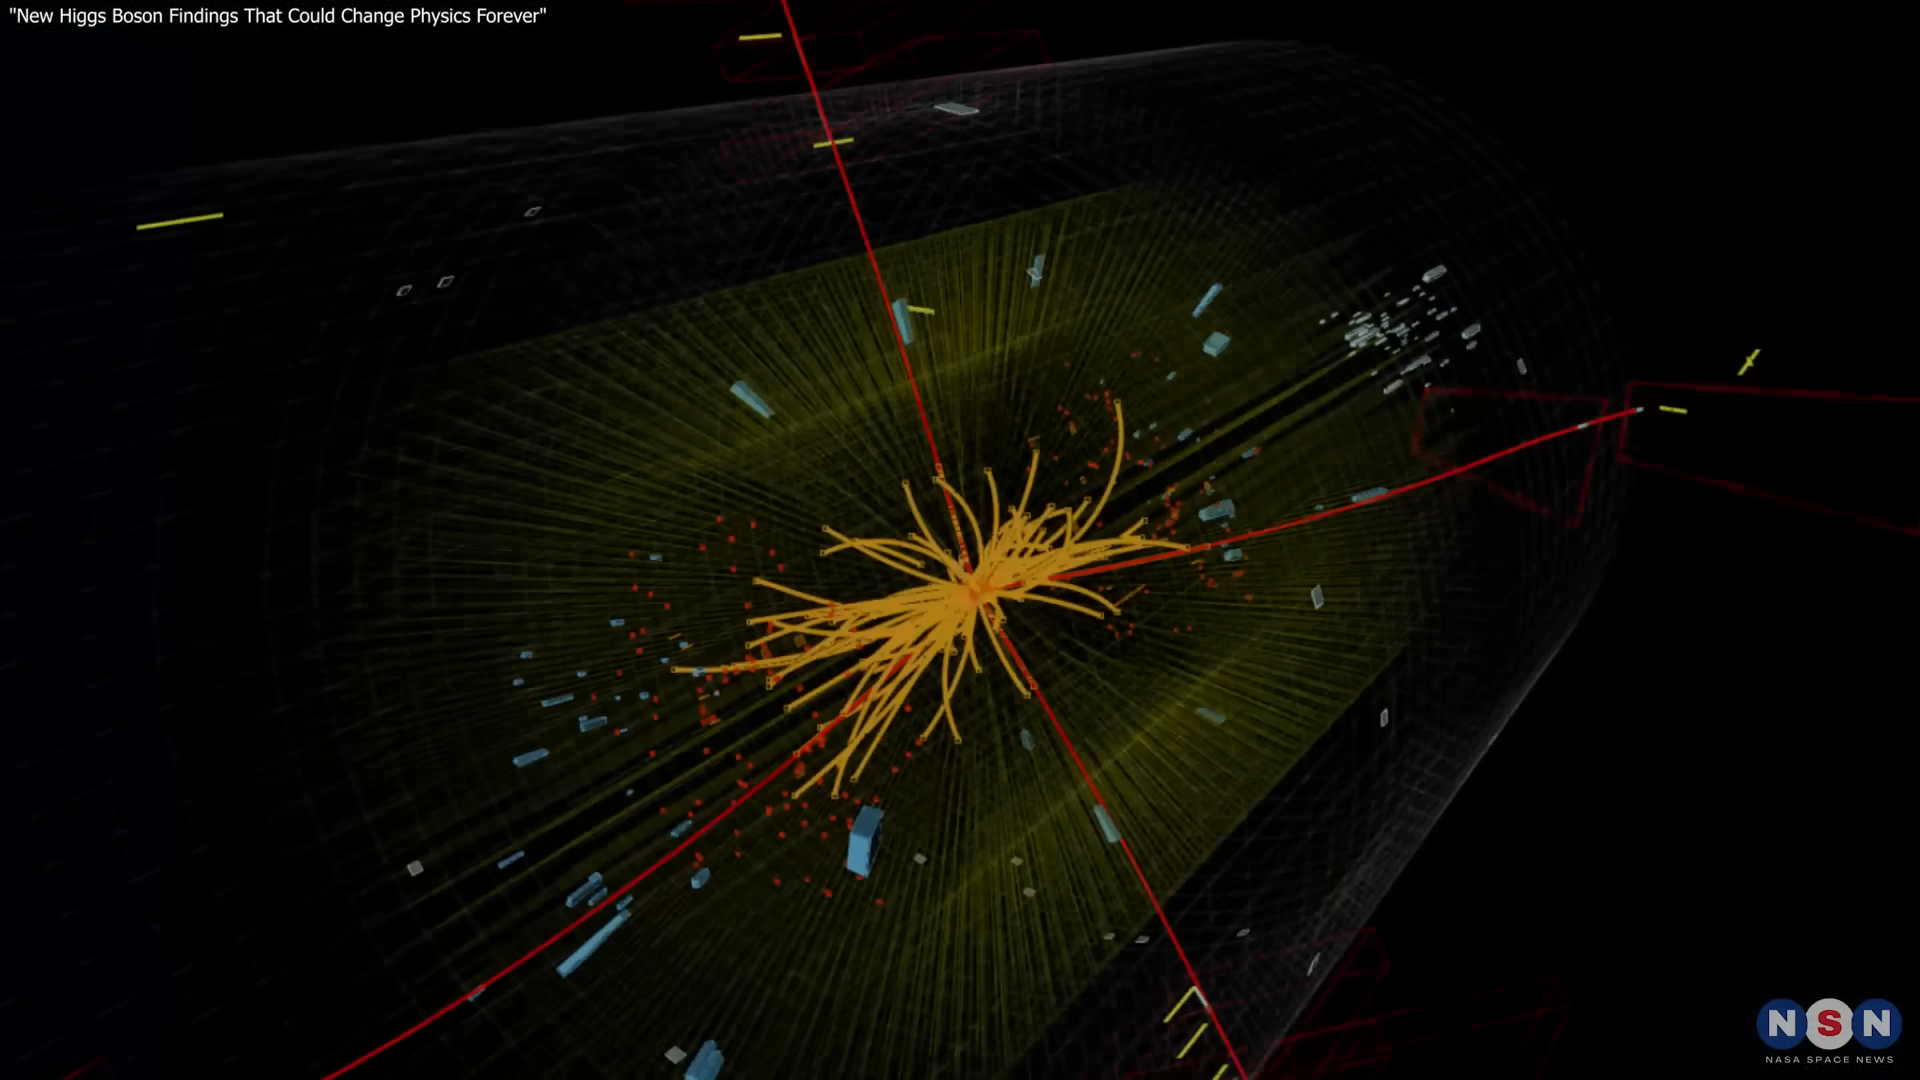 "New Higgs Boson Findings That Could Change Physics Forever"
NSN
NASA SPACE NEWS